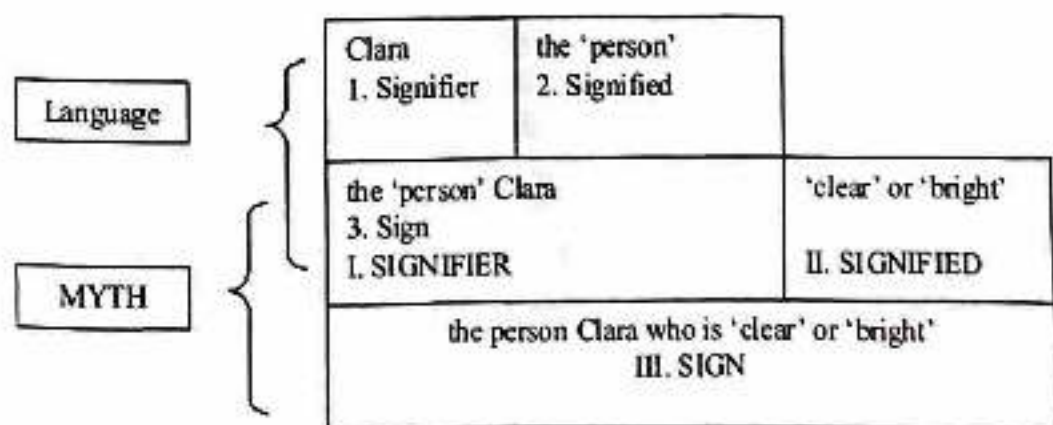 Clara
1. Signifier
the 'person'
2. Signified
Language
the 'person' Clara
3. Sign
I. SIGNIFIER
'clear' or 'bright'
II. SIGNIFIED
MYTH
the person Clara who is 'clear' or 'bright'
III. SIGN